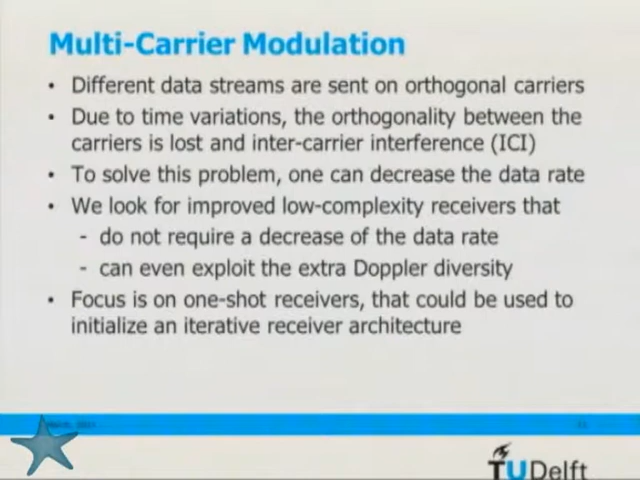 Multi-Carrier Modulation
• Different data streams are sent on orthogonal carriers
• Due to time variations, the orthogonality between the
carriers is lost and inter-carrier interference (ICI)
• To solve this problem, one can decrease the data rate
• We look for improved low-complexity receivers that
- do not require a decrease of the data rate
- can even exploit the extra Doppler diversity
• Focus is on one-shot receivers, that could be used to
initialize an iterative receiver architecture
TUDelft